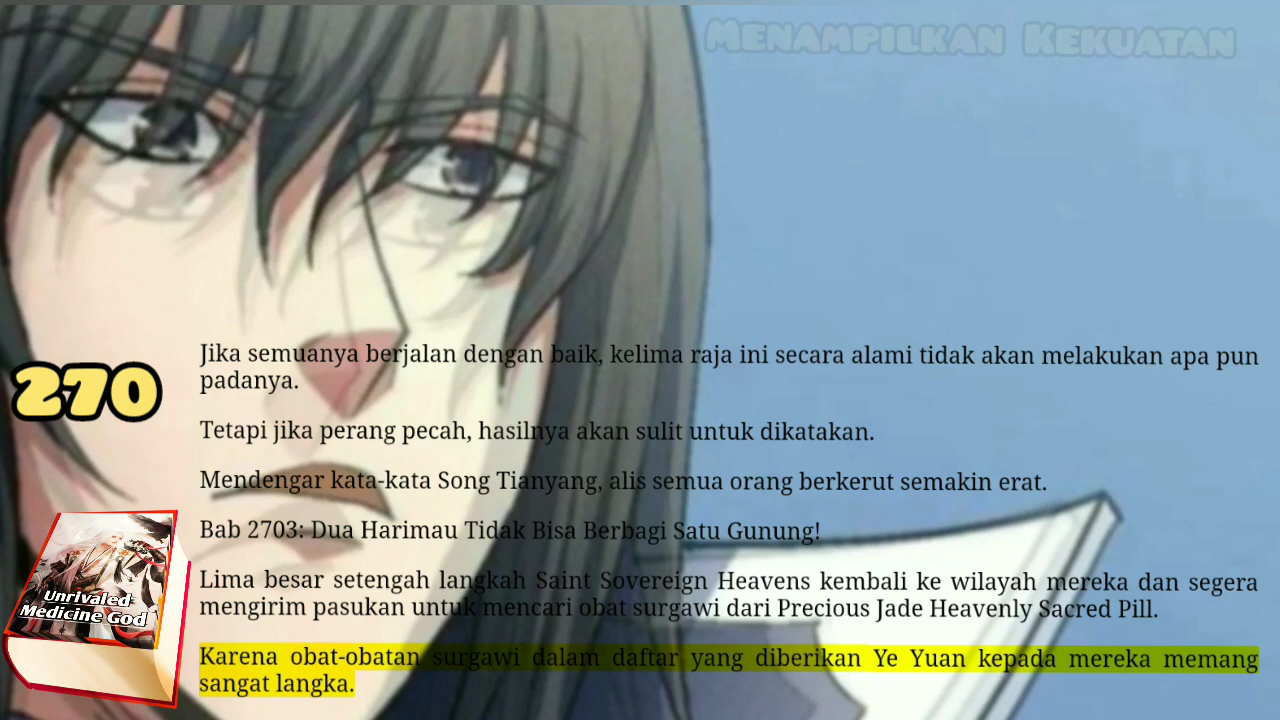 Menampilkan Kekuatan
Jika semuanya berjalan dengan baik, kelima raja ini secara alami tidak akan melakukan apa pun
padanya.
Tetapi jika perang pecah, hasilnya akan sulit untuk dikatakan.
270
Mendengar kata-kata Song Tianyang, alis semua orang berkerut semakin erat.
Bab 2703: Dua Harimau Tidak Bisa Berbagi Satu Gunung!
Lima besar setengah langkah Saint Sovereign Heavens kembali ke wilayah mereka dan segera
mengirim pasukan untuk mencari obat surgawi dari Precious Jade Heavenly Sacred Pill.
Unrivaled
Medicine God
Karena obat-obatan surgawi dalam daftar yang diberikan Ye Yuan kepada mereka memang
sangat langka.